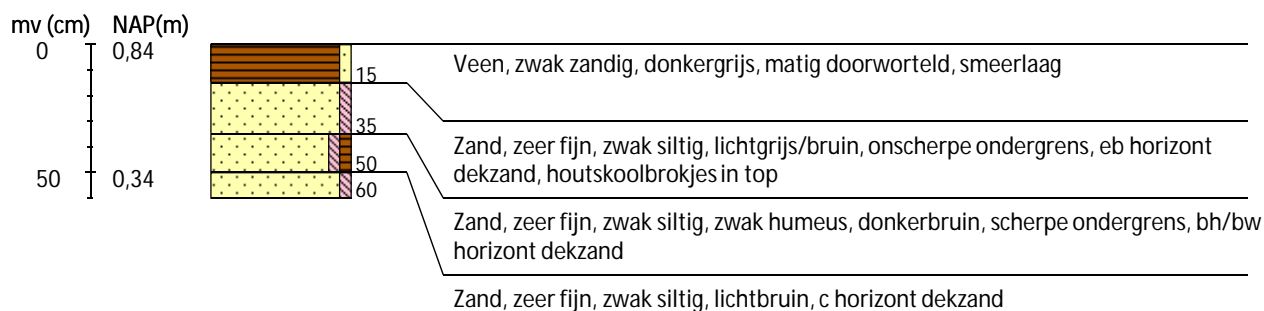 mv (cm) NAP(m)
0 0,84
Veen, zwak zandig, donkergrijs, matig doorworteld, smeerlaag
15
35
Zand, zeer fijn, zwak siltig, lichtgrijs/bruin, onscherpe ondergrens, eb horizont
dekzand, houtskoolbrokjes in top
50
50 0,34
60
Zand, zeer fijn, zwak siltig, zwak humeus, donkerbruin, scherpe ondergrens, bh/bw
horizont dekzand
Zand, zeer fijn, zwak siltig, lichtbruin, c horizont dekzand